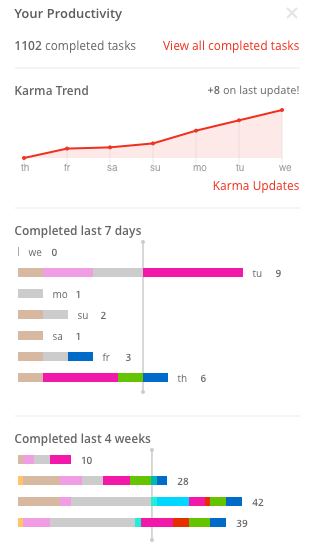 Your Productivity ×
1102 completed tasks View all completed tasks
Karma Trend +8 on last update!
th fr sa su mo tu we
Karma Updates
Completed last 7 days
we 0
tu 9
mo 1
su 2
sa 1
fr 3
th 6
Completed last 4 weeks
10
28
42
39